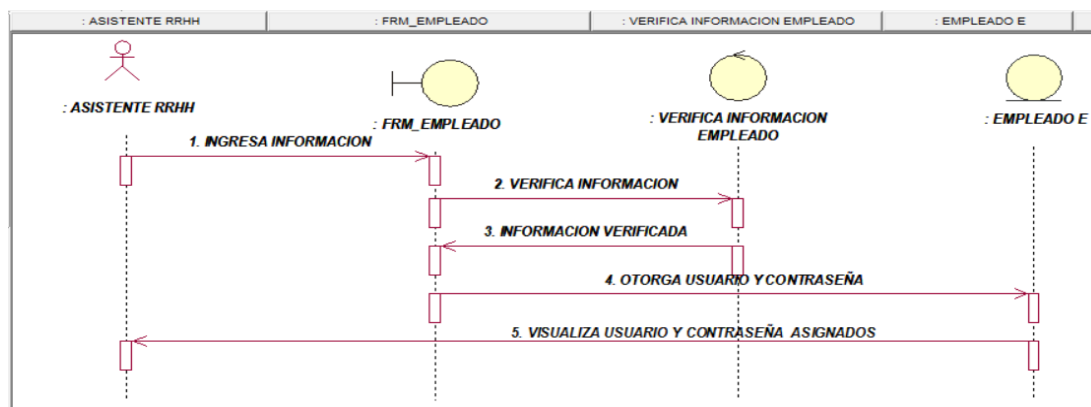 : ASISTENTE RRHH
: FRM_EMPLEADO
: VERIFICA INFORMACION EMPLEADO
: EMPLEADO E
: ASISTENTE RRHH
: FRM_EMPLEADO
: VERIFICA INFORMACION
EMPLEADO
: EMPLEADO E
1. INGRESA INFORMACION
2. VERIFICA INFORMACION
3. INFORMACION VERIFICADA
4. OTORGA USUARIO Y CONTRASEÑA
5. VISUALIZA USUARIO Y CONTRASEÑA ASIGNADOS